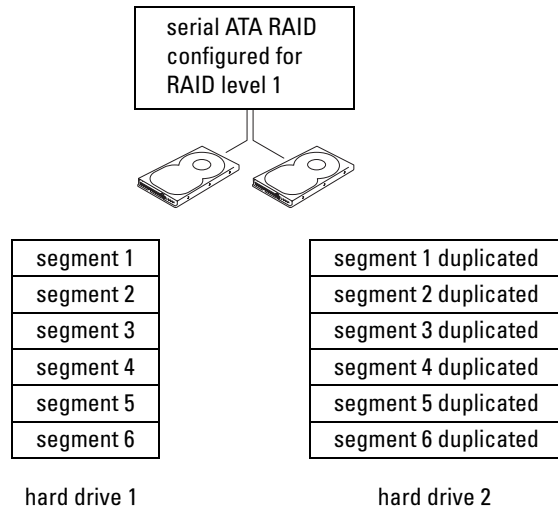 serial ATA RAID
configured for
RAID level 1
segment 1
segment 2
segment 3
segment 4
segment 5
segment 6
hard drive 1
segment 1 duplicated
segment 2 duplicated
segment 3 duplicated
segment 4 duplicated
segment 5 duplicated
segment 6 duplicated
hard drive 2